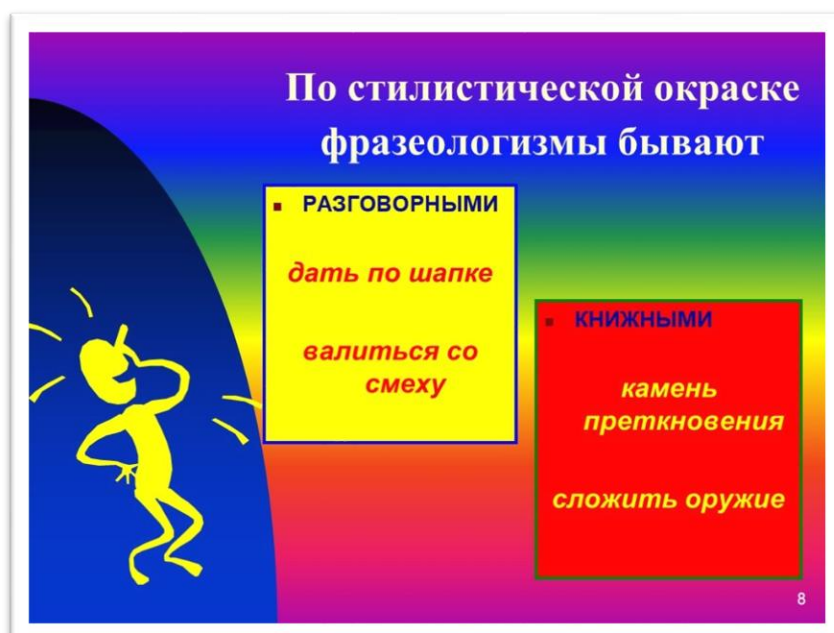 По стилистической окраске
фразеологизмы бывают
РАЗГОВОРНЫМИ
дать по шапке
валиться со
смеху
КНИЖНЫМИ
камень
преткновения
сложить оружие
8